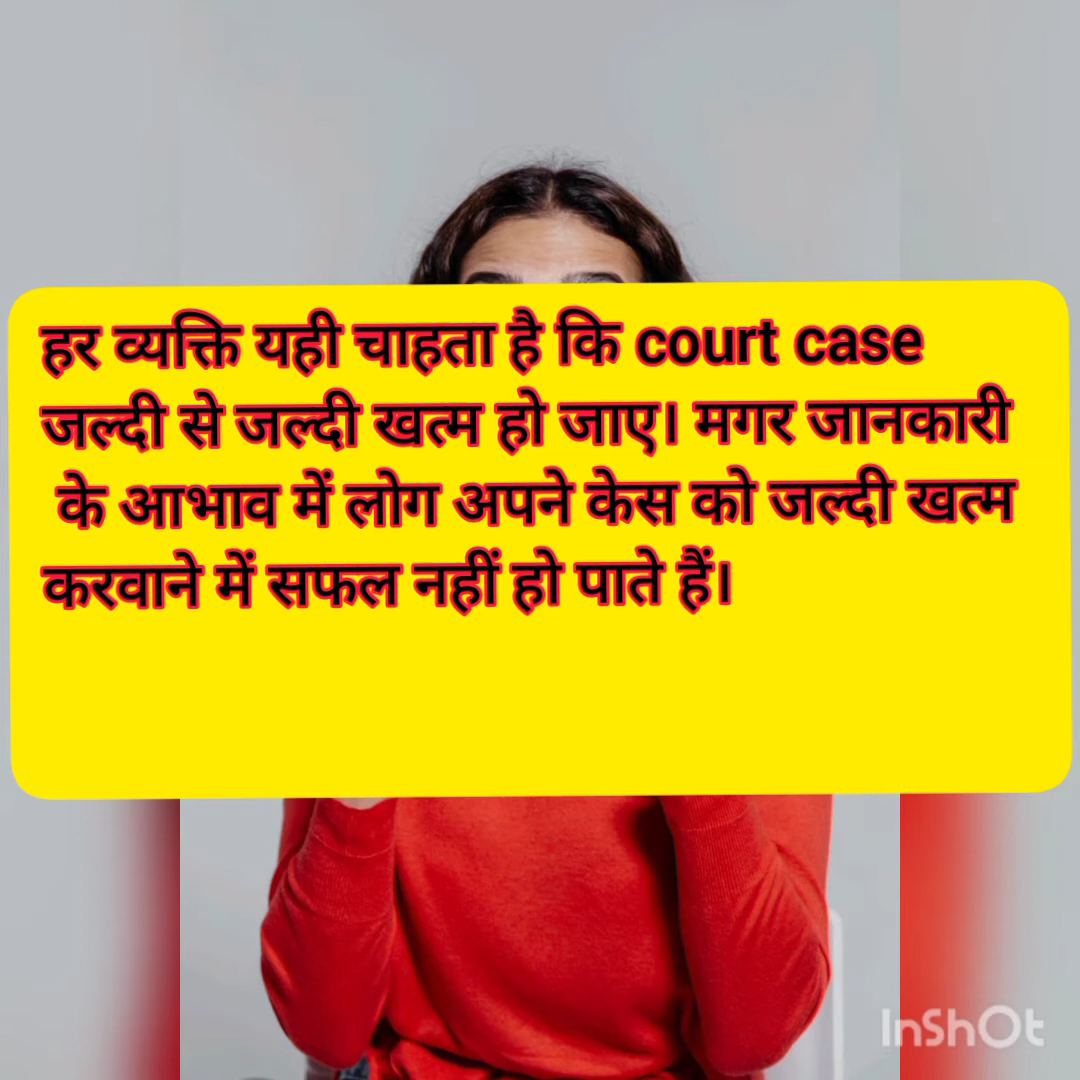 हर व्यक्ति यही चाहता है कि court case
जल्दी से जल्दी खत्म हो जाए। मगर जानकारी
के आभाव में लोग अपने केस को जल्दी खत्म
करवाने में सफल नहीं हो पाते हैं।
InShOt